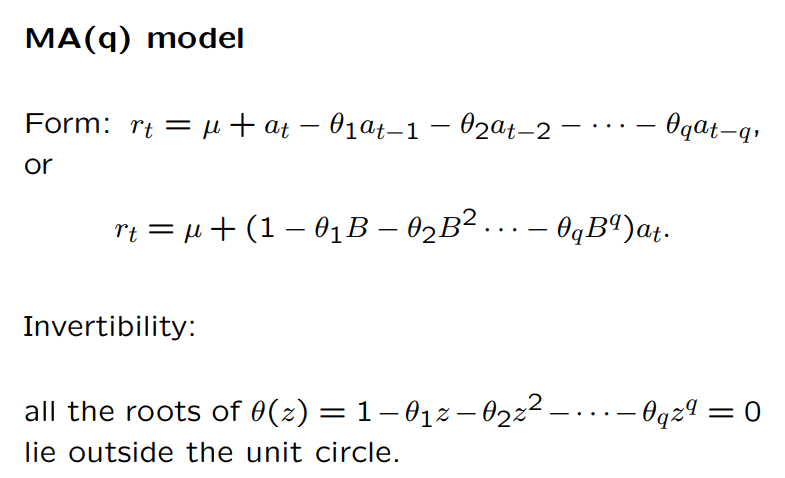 MA(q) model
Form: r_t = μ + a_t − θ_1a_{t−1} − θ_2a_{t−2} − ⋯ − θ_qa_{t−q},
or
r_t = μ + (1 − θ_1B − θ_2B^2 ⋯ − θ_qB^q)a_t.
Invertibility:
all the roots of θ(z) = 1 − θ_1z − θ_2z^2 − ⋯ − θ_qz^q = 0
lie outside the unit circle.